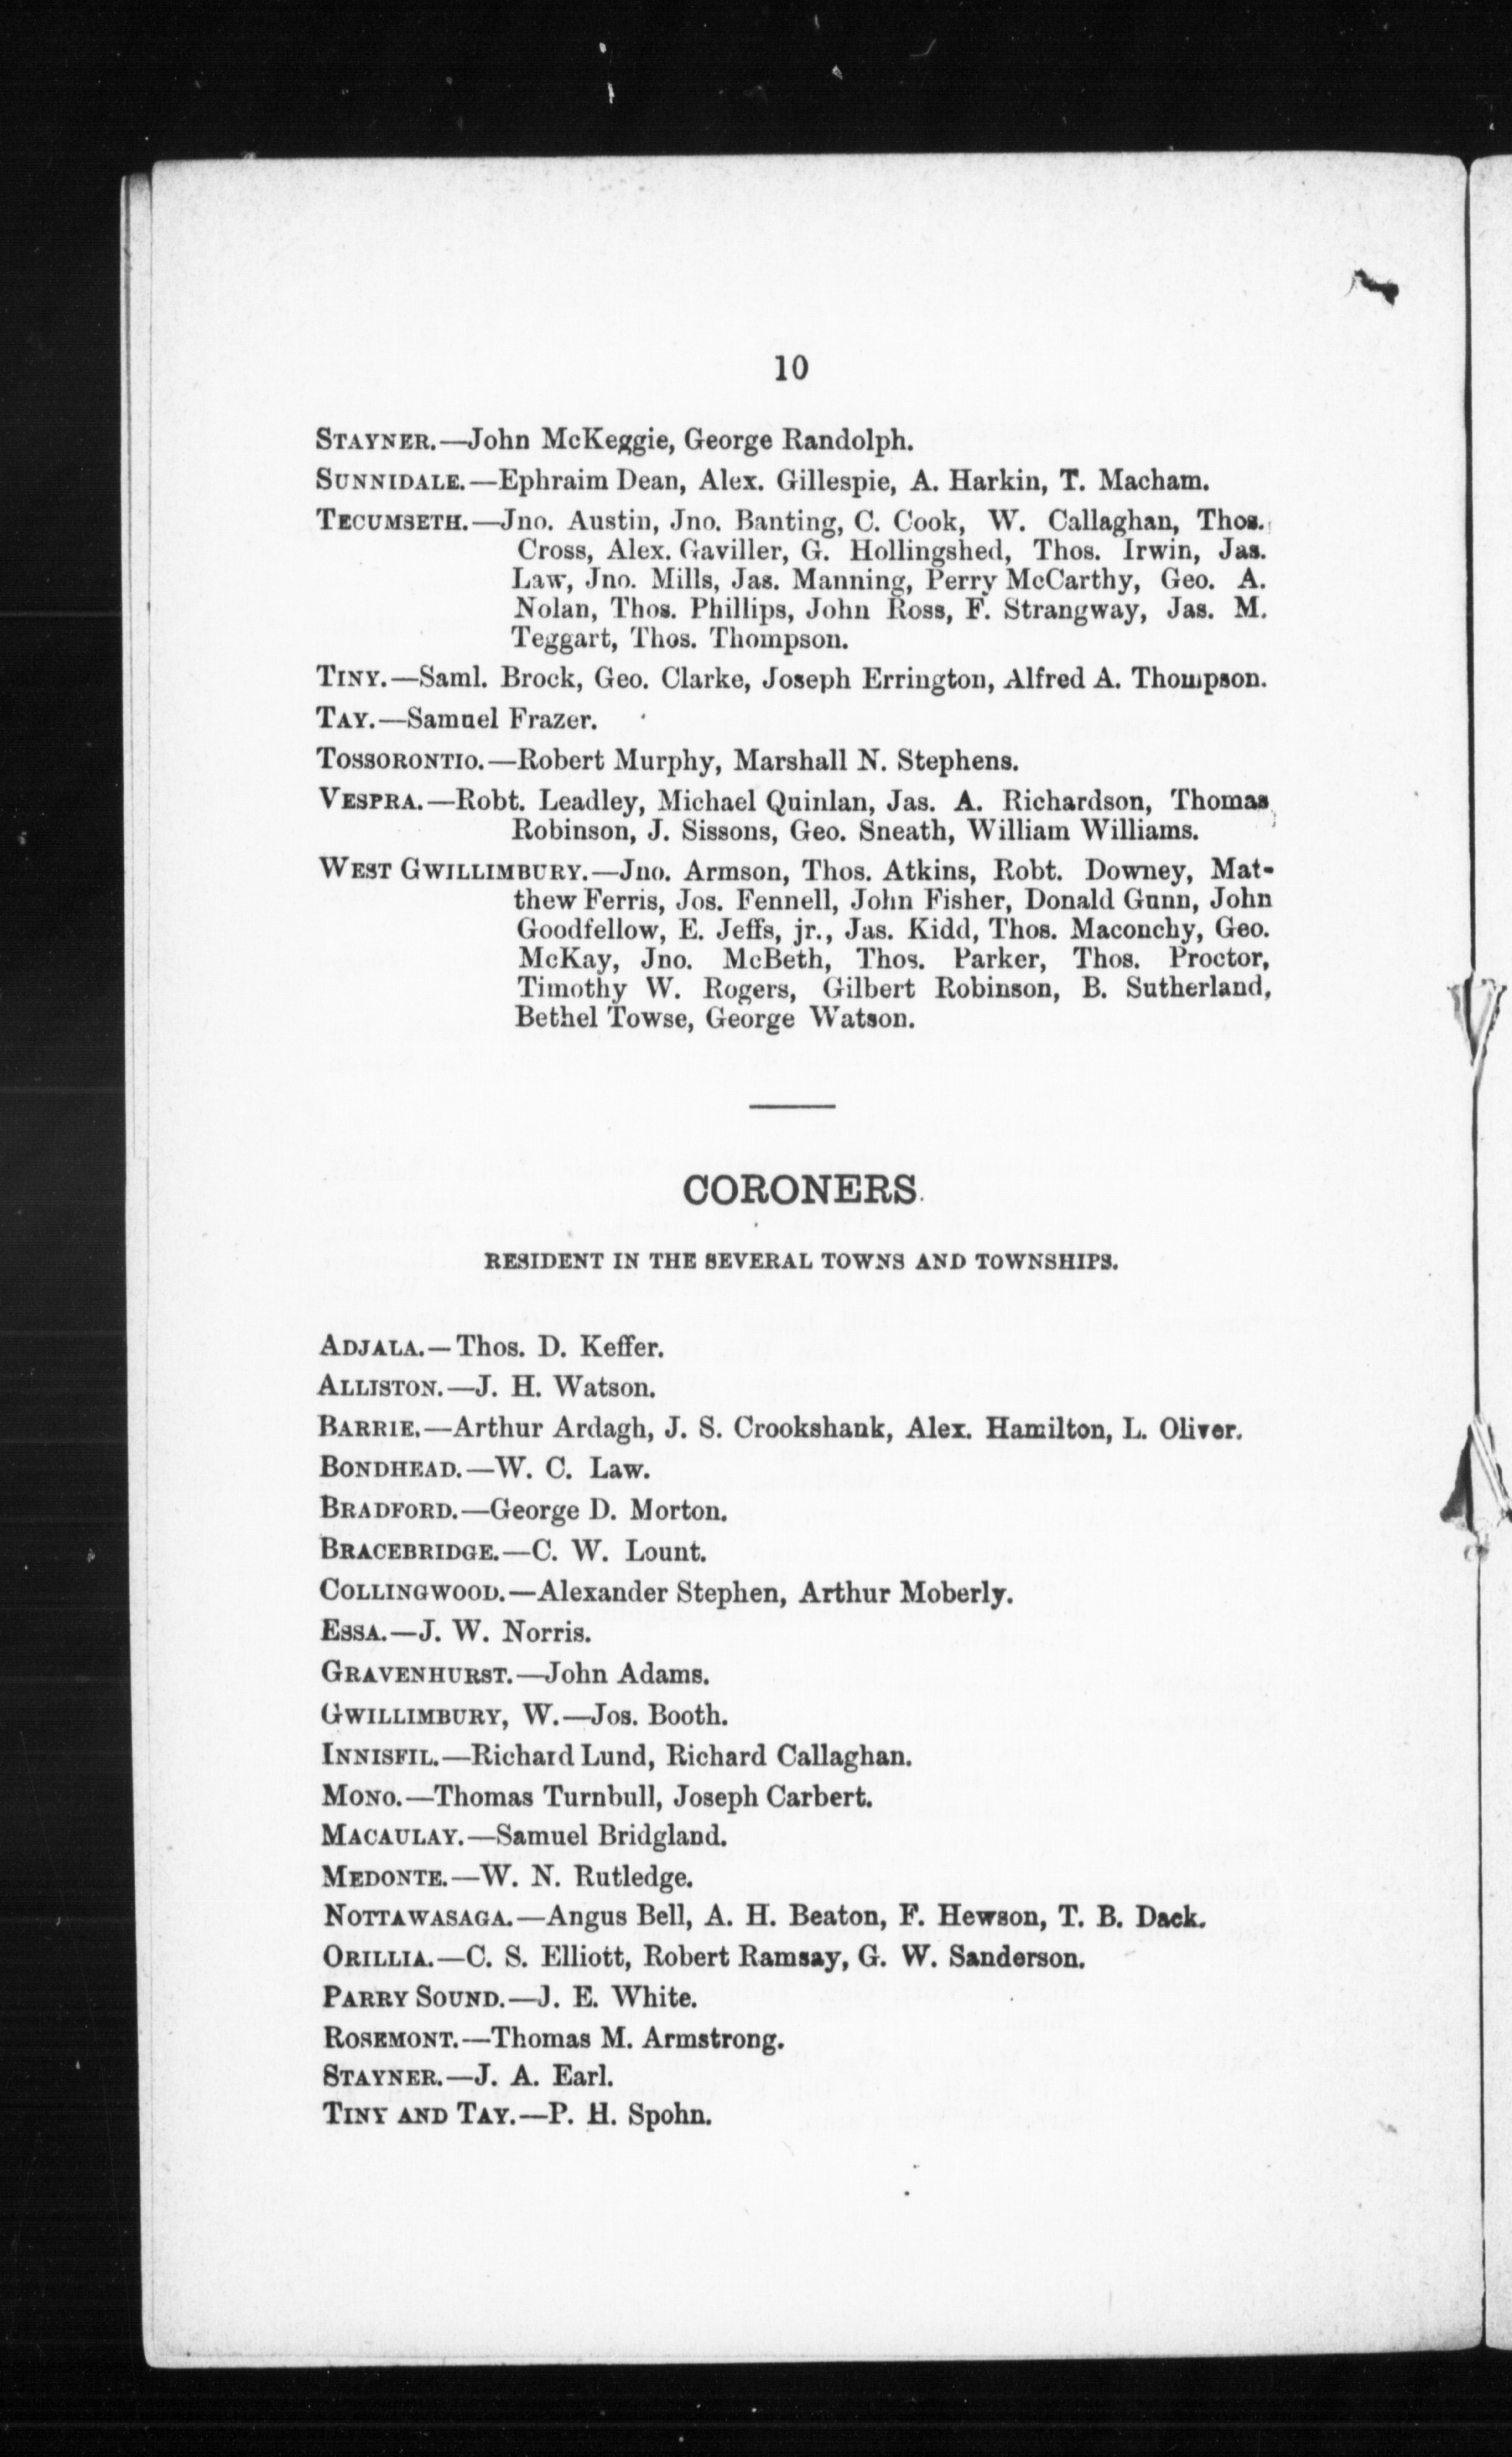 10
STAYNER.—John McKeggie, George Randolph.
SUNNIDALE.—Ephraim Dean, Alex. Gillespie, A. Harkin, T. Macham.
TECUMSETH.—Jno. Austin, Jno. Banting, C. Cook, W. Callaghan, Thos.
Cross, Alex. Gaviller, G. Hollingshed, Thos. Irwin, Jas.
Law, Jno. Mills, Jas. Manning, Perry McCarthy, Geo. A.
Nolan, Thos. Phillips, John Ross, F. Strangway, Jas. M.
Teggart, Thos. Thompson.
TINY.—Saml. Brock, Geo. Clarke, Joseph Errington, Alfred A. Thompson.
TAY.—Samuel Frazer.
TOSSORONTIO.—Robert Murphy, Marshall N. Stephens.
VESPRA.—Robt. Leadley, Michael Quinlan, Jas. A. Richardson, Thomas
Robinson, J. Sissons, Geo. Sneath, William Williams.
WEST GWILLIMBURY.—Jno. Armson, Thos. Atkins, Robt. Downey, Mat-
thew Ferris, Jos. Fennell, John Fisher, Donald Gunn, John
Goodfellow, E. Jeffs, jr., Jas. Kidd, Thos. Maconchy, Geo.
McKay, Jno. McBeth, Thos. Parker, Thos. Proctor,
Timothy W. Rogers, Gilbert Robinson, B. Sutherland,
Bethel Towse, George Watson.
CORONERS.
RESIDENT IN THE SEVERAL TOWNS AND TOWNSHIPS.
ADJALA.—Thos. D. Keffer.
ALLISTON.—J. H. Watson.
BARRIE.—Arthur Ardagh, J. S. Crookshank, Alex. Hamilton, L. Oliver.
BONDHEAD.—W. C. Law.
BRADFORD.—George D. Morton.
BRACEBRIDGE.—C. W. Lount.
COLLINGWOOD.—Alexander Stephen, Arthur Moberly.
ESSA.—J. W. Norris.
GRAVENHURST.—John Adams.
GWILLIMBURY, W.—Jos. Booth.
INNISFIL.—Richard Lund, Richard Callaghan.
MONO.—Thomas Turnbull, Joseph Carbert.
MACAULAY.—Samuel Bridgland.
MEDONTE.—W. N. Rutledge.
NOTTAWASAGA.—Angus Bell, A. H. Beaton, F. Hewson, T. B. Dack.
ORILLIA.—C. S. Elliott, Robert Ramsay, G. W. Sanderson.
PARRY SOUND.—J. E. White.
ROSEMONT.—Thomas M. Armstrong.
STAYNER.—J. A. Earl.
TINY AND TAY.—P. H. Spohn.